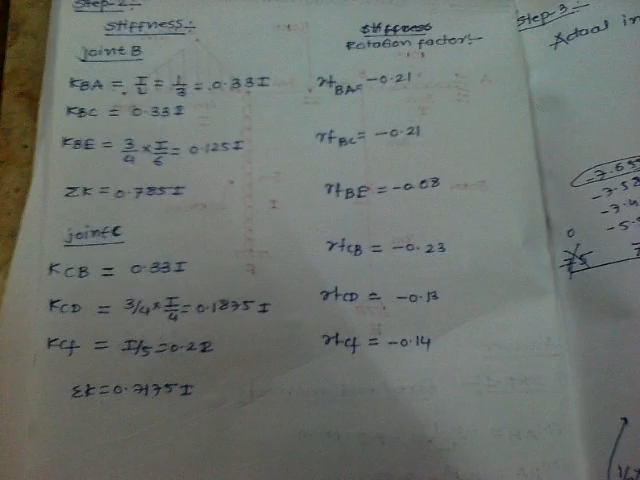 Step-2:-
Stiffness:-
Joint B
KBA = I/L = 1/3 = 0.33I
KBC = 0.33I
KBE = 3/4 × I/6 = 0.125I
ΣK = 0.785I
Joint C
KCB = 0.33I
KCD = 3/4 × I/4 = 0.1875I
KCf = I/5 = 0.2I
ΣK = 0.7175I
Stiffness
Rotation factor:-
rfBA = -0.21
rfBC = -0.21
rfBE = -0.08
rfCB = -0.23
rfCD = -0.13
rfCf = -0.14
Step-3:-
Actual
0